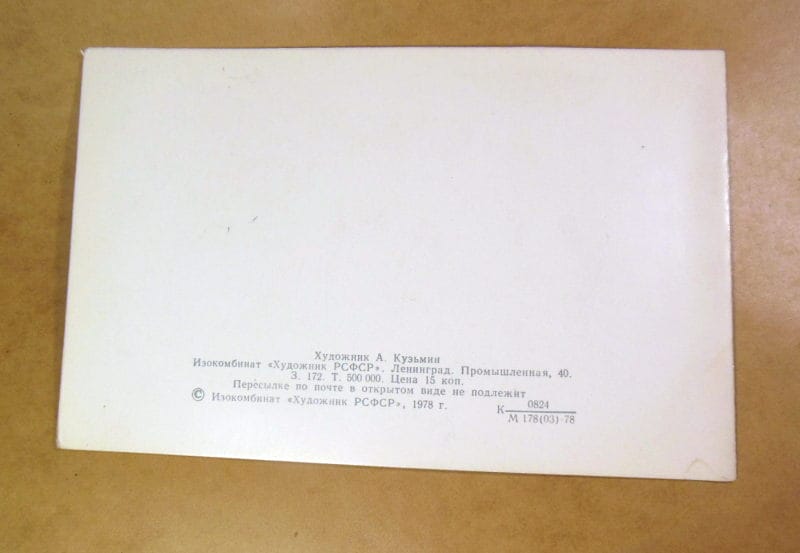 Художник А. Кузьмин
Изокомбинат «Художник РСФСР». Ленинград. Промышленная, 40.
З. 172. Т. 500 000. Цена 15 коп.
Пересылке по почте в открытом виде не подлежит
© Изокомбинат «Художник РСФСР», 1978 г.
К 0824
М 178(03)-78